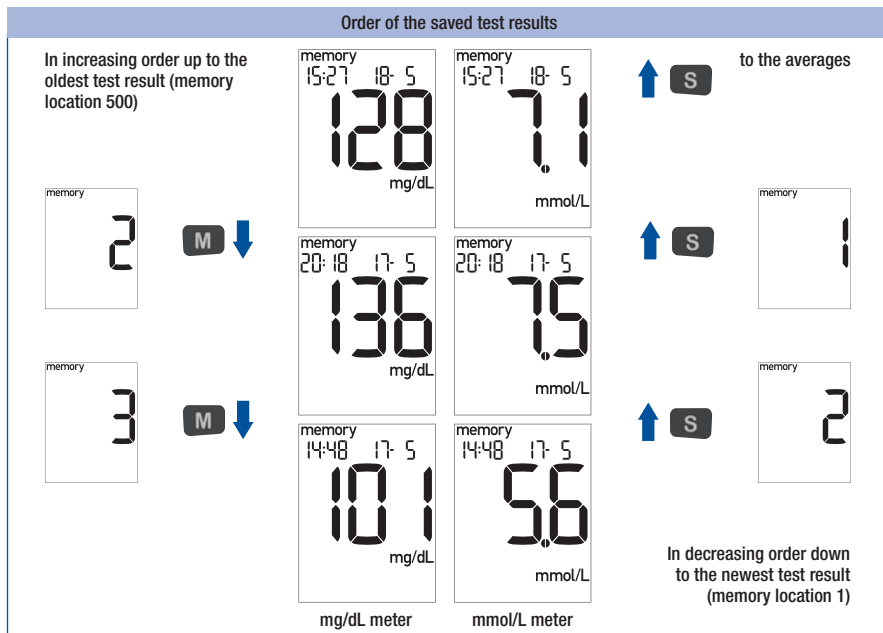 Order of the saved test results
In increasing order up to the
oldest test result (memory
location 500)
memory
15:27 18- 5
128
mg/dL
memory
15:27 18- 5
7.1
mmol/L
S
to the averages
memory
2
M
memory
20:18 17- 5
136
mg/dL
memory
20:18 17- 5
7.5
mmol/L
S
memory
1
memory
3
M
memory
14:48 17- 5
101
mg/dL
memory
14:48 17- 5
5.6
mmol/L
S
memory
2
In decreasing order down
to the newest test result
(memory location 1)
mg/dL meter
mmol/L meter